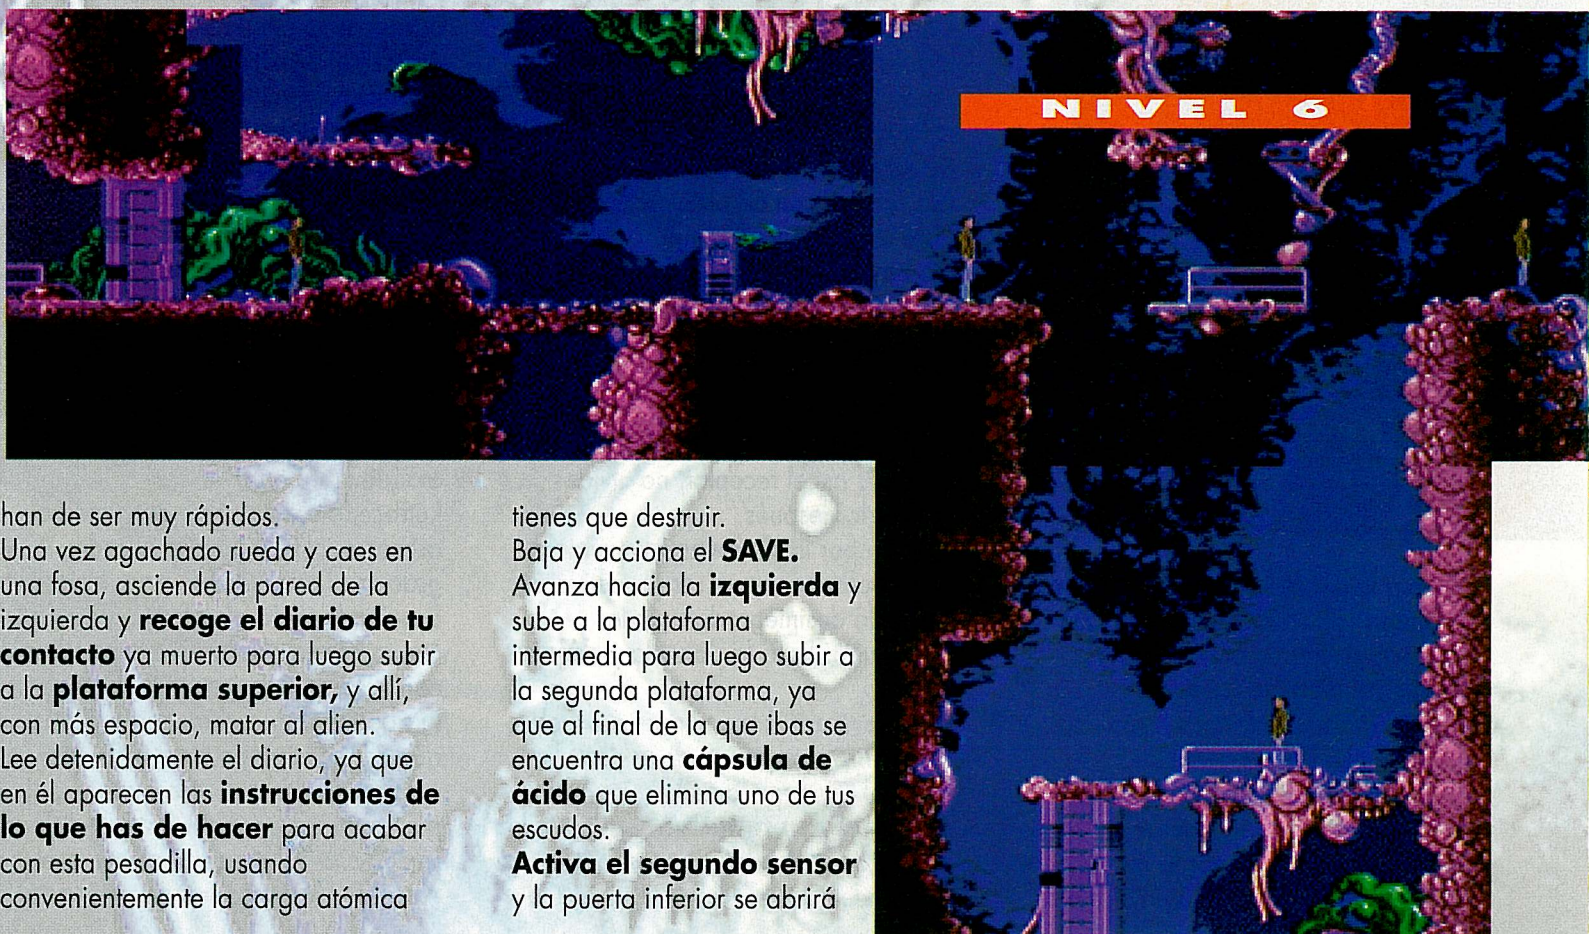 NIVEL 6
han de ser muy rápidos.
Una vez agachado rueda y caes en
una fosa, asciende la pared de la
izquierda y recoge el diario de tu
contacto ya muerto para luego subir
a la plataforma superior, y allí,
con más espacio, matar al alien.
Lee detenidamente el diario, ya que
en él aparecen las instrucciones de
lo que has de hacer para acabar
con esta pesadilla, usando
convenientemente la carga atómica
tienes que destruir.
Baja y acciona el SAVE.
Avanza hacia la izquierda y
sube a la plataforma
intermedia para luego subir a
la segunda plataforma, ya
que al final de la que ibas se
encuentra una cápsula de
ácido que elimina uno de tus
escudos.
Activa el segundo sensor
y la puerta inferior se abrirá